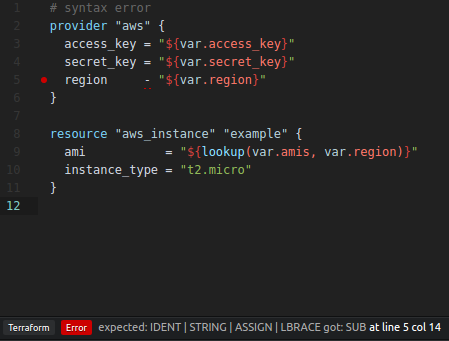 1 # syntax error
2 provider "aws" {
3   access_key = "${var.access_key}"
4   secret_key = "${var.secret_key}"
5   region     - "${var.region}"
6 }
7
8 resource "aws_instance" "example" {
9   ami           = "${lookup(var.amis, var.region)}"
10   instance_type = "t2.micro"
11 }
12
Terraform Error expected: IDENT | STRING | ASSIGN | LBRACE got: SUB at line 5 col 14